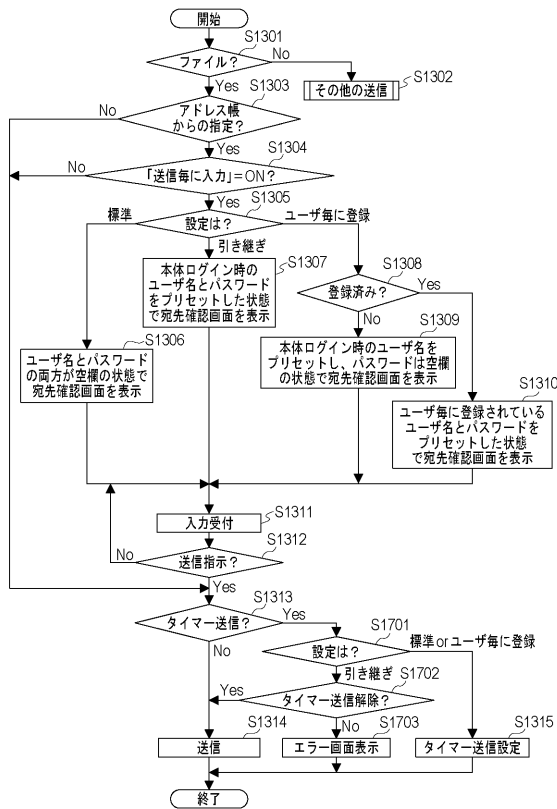 開始
S1301
ファイル?
No
Yes
S1302
その他の送信
S1303
アドレス帳
からの指定?
No
Yes
S1304
「送信毎に入力」=ON?
No
Yes
S1305
設定は?
標準
ユーザ毎に登録
引き継ぎ
S1307
本体ログイン時の
ユーザ名とパスワード
をプリセットした状態
で宛先確認画面を表示
S1308
登録済み?
Yes
No
S1306
ユーザ名とパスワード
の両方が空欄の状態で
宛先確認画面を表示
S1309
本体ログイン時のユーザ名を
プリセットし、パスワードは空欄
の状態で宛先確認画面を表示
S1310
ユーザ毎に登録されている
ユーザ名とパスワードを
プリセットした状態
で宛先確認画面を表示
S1311
入力受付
S1312
送信指示?
No
Yes
S1313
タイマー送信?
Yes
No
S1701
設定は?
標準orユーザ毎に登録
引き継ぎ
S1702
タイマー送信解除?
Yes
No
S1314
送信
S1703
エラー画面表示
S1315
タイマー送信設定
終了